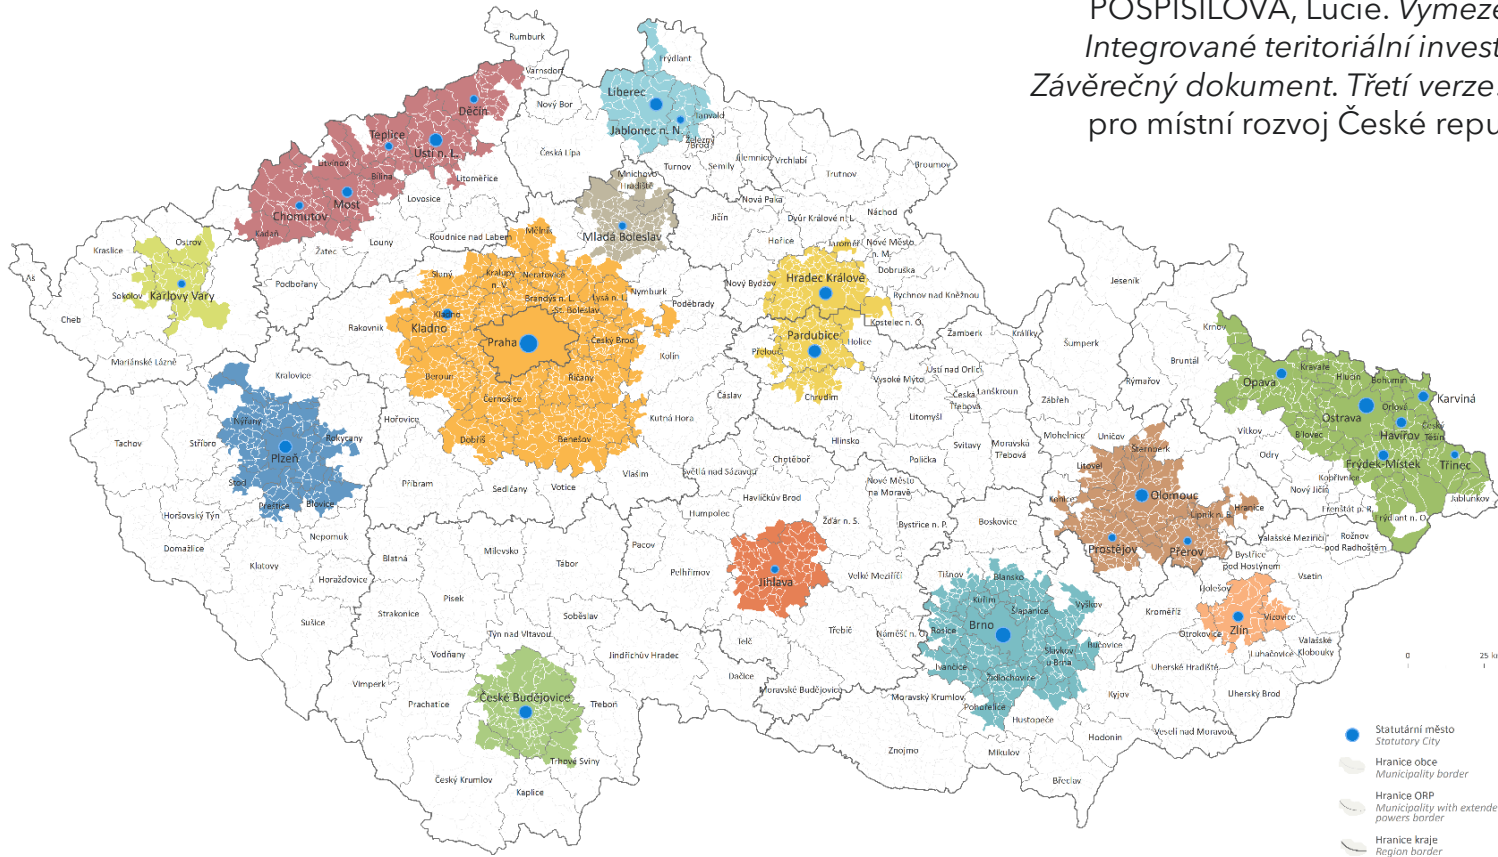 POSPÍŠILOVÁ, Lucie. Vymeze
Integrované teritoriální invest
Závěrečný dokument. Třetí verze.
pro místní rozvoj České repu
Rumburk
Varnsdorf
Frýdlant
Děčín
Nový Bor
Liberec
Tanvald
Teplice
Ústí n. L.
Jablonec n. N.
Železný
Brod
Česká Lípa
Jilemnice
Vrchlabí
Litvínov
Bílina
Litoměřice
Turnov
Semily
Trutnov
Broumov
Most
Lovosice
Mnichovo
Hradiště
Nová Paka
Chomutov
Jičín
Dvůr Králové n. L.
Náchod
Kadaň
Louny
Roudnice nad Labem
Mělník
Mladá Boleslav
Hořice
Jaroměř
Nové Město
n. M.
Ostrov
Kraslice
Žatec
Aš
Sokolov
Karlovy Vary
Podbořany
Slaný
Kralupy
n. V.
Neratovice
Nymburk
Nový Bydžov
Hradec Králové
Dobruška
Jeseník
Brandýs n. L.
St. Boleslav
Lysá n. L.
Poděbrady
Rychnov nad Kněžnou
Cheb
Rakovník
Kladno
Kladno
Praha
Český Brod
Kolín
Pardubice
Přelouč
Holice
Kostelec n. O.
Žamberk
Králíky
Šumperk
Krnov
Mariánské Lázně
Kralovice
Beroun
Říčany
Vysoké Mýto
Ústí nad Orlicí
Bruntál
Rýmařov
Opava
Kravaře
Hlučín
Bohumín
Karviná
Černošice
Čáslav
Chrudim
Česká
Třebová
Lanškroun
Zábřeh
Ostrava
Orlová
Havířov
Český
Těšín
Tachov
Stříbro
Nýřany
Rokycany
Plzeň
Hořovice
Dobříš
Benešov
Kutná Hora
Litomyšl
Hlinsko
Svitavy
Moravská
Třebová
Mohelnice
Uničov
Šternberk
Vítkov
Bílovec
Frýdek-Místek
Třinec
Stod
Přeštice
Blovice
Příbram
Sedlčany
Votice
Vlašim
Světlá nad Sázavou
Chotěboř
Polička
Litovel
Odry
Kopřivnice
Nový Jičín
Jablunkov
Horšovský Týn
Havlíčkův Brod
Nové Město
na Moravě
Konice
Olomouc
Lipník n. B.
Hranice
Frenštát p. R.
Frýdlant n. O.
Domažlice
Nepomuk
Humpolec
Žďár n. S.
Bystřice n. P.
Boskovice
Prostějov
Přerov
Valašské Meziříčí
Rožnov
pod Radhoštěm
Klatovy
Blatná
Milevsko
Tábor
Pacov
Bystřice
pod Hostýnem
Horažďovice
Pelhřimov
Jihlava
Velké Meziříčí
Tišnov
Blansko
Holešov
Vsetín
Strakonice
Písek
Soběslav
Kuřim
Šlapanice
Vyškov
Kroměříž
Zlín
Vizovice
Sušice
Týn nad Vltavou
Telč
Třebíč
Náměšť n. O.
Rosice
Brno
Otrokovice
Valašské
Klobouky
Vodňany
Jindřichův Hradec
Slavkov
u Brna
Bučovice
Luhačovice
Vimperk
Dačice
Ivančice
Židlochovice
Uherské Hradiště
Prachatice
České Budějovice
Třeboň
Moravské Budějovice
Moravský Krumlov
Pohořelice
Kyjov
Uherský Brod
Hustopeče
Veselí nad Moravou
Hodonín
Trhové Sviny
Znojmo
Mikulov
Český Krumlov
Kaplice
Břeclav
0
25 k
Statutární město
Statutory City
Hranice obce
Municipality border
Hranice ORP
Municipality with extende
powers border
Hranice kraje
Region border